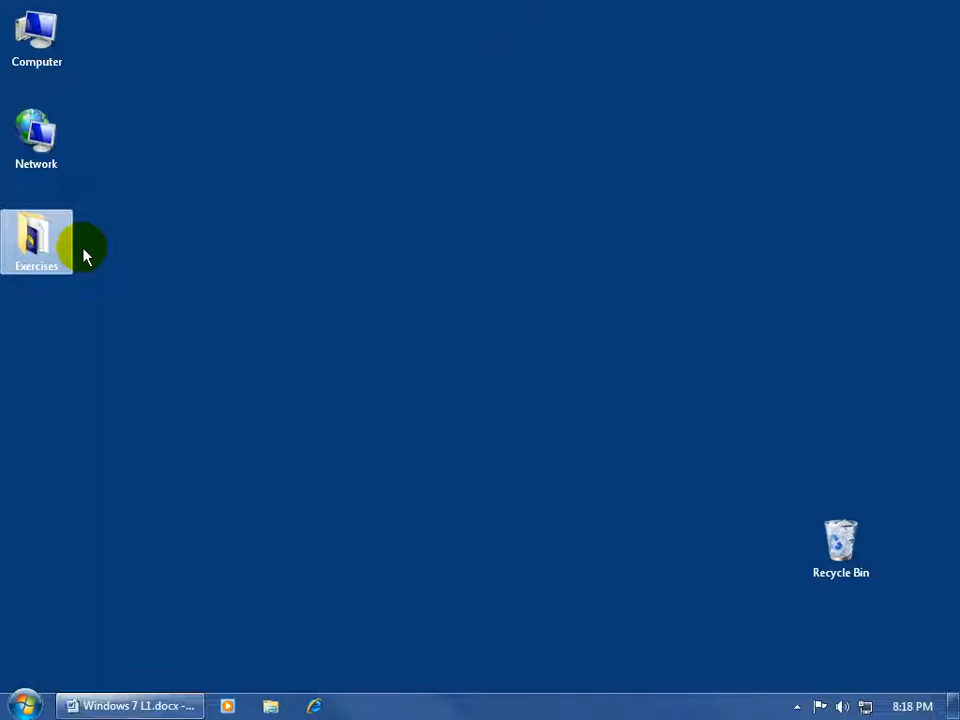 Computer
Network
Exercises
Recycle Bin
Windows 7 L1.docx -...
8:18 PM